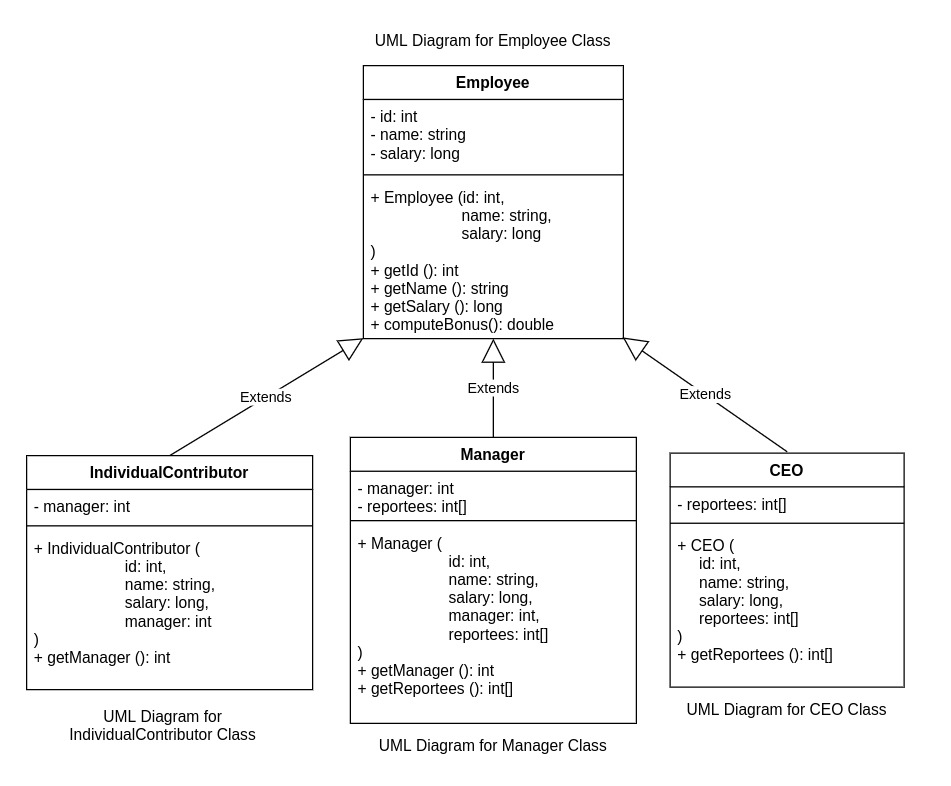 UML Diagram for Employee Class
Employee
- id: int
- name: string
- salary: long
+ Employee (id: int,
name: string,
salary: long
)
+ getId (): int
+ getName (): string
+ getSalary (): long
+ computeBonus(): double
Extends
Extends
Extends
IndividualContributor
- manager: int
+ IndividualContributor (
id: int,
name: string,
salary: long,
manager: int
)
+ getManager (): int
UML Diagram for
IndividualContributor Class
Manager
- manager: int
- reportees: int[]
+ Manager (
id: int,
name: string,
salary: long,
manager: int,
reportees: int[]
)
+ getManager (): int
+ getReportees (): int[]
UML Diagram for Manager Class
CEO
- reportees: int[]
+ CEO (
id: int,
name: string,
salary: long,
reportees: int[]
)
+ getReportees (): int[]
UML Diagram for CEO Class